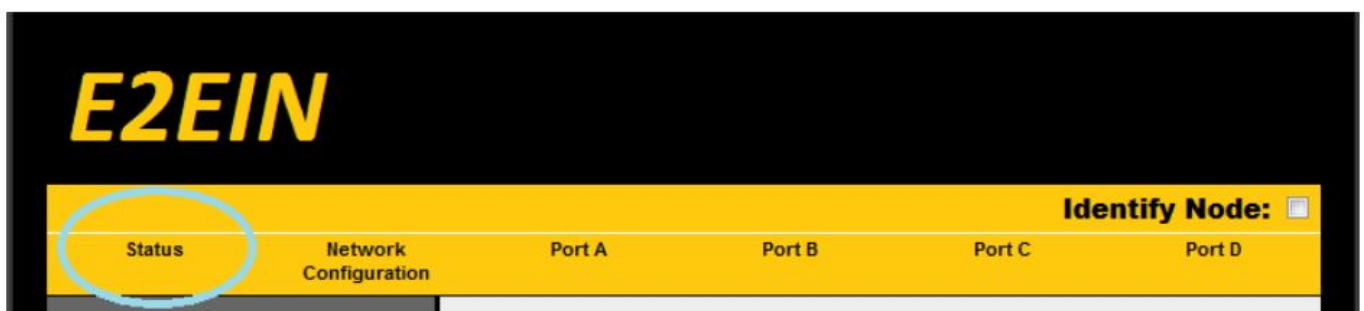 E2EIN
Identify Node:
Status Network Configuration Port A Port B Port C Port D